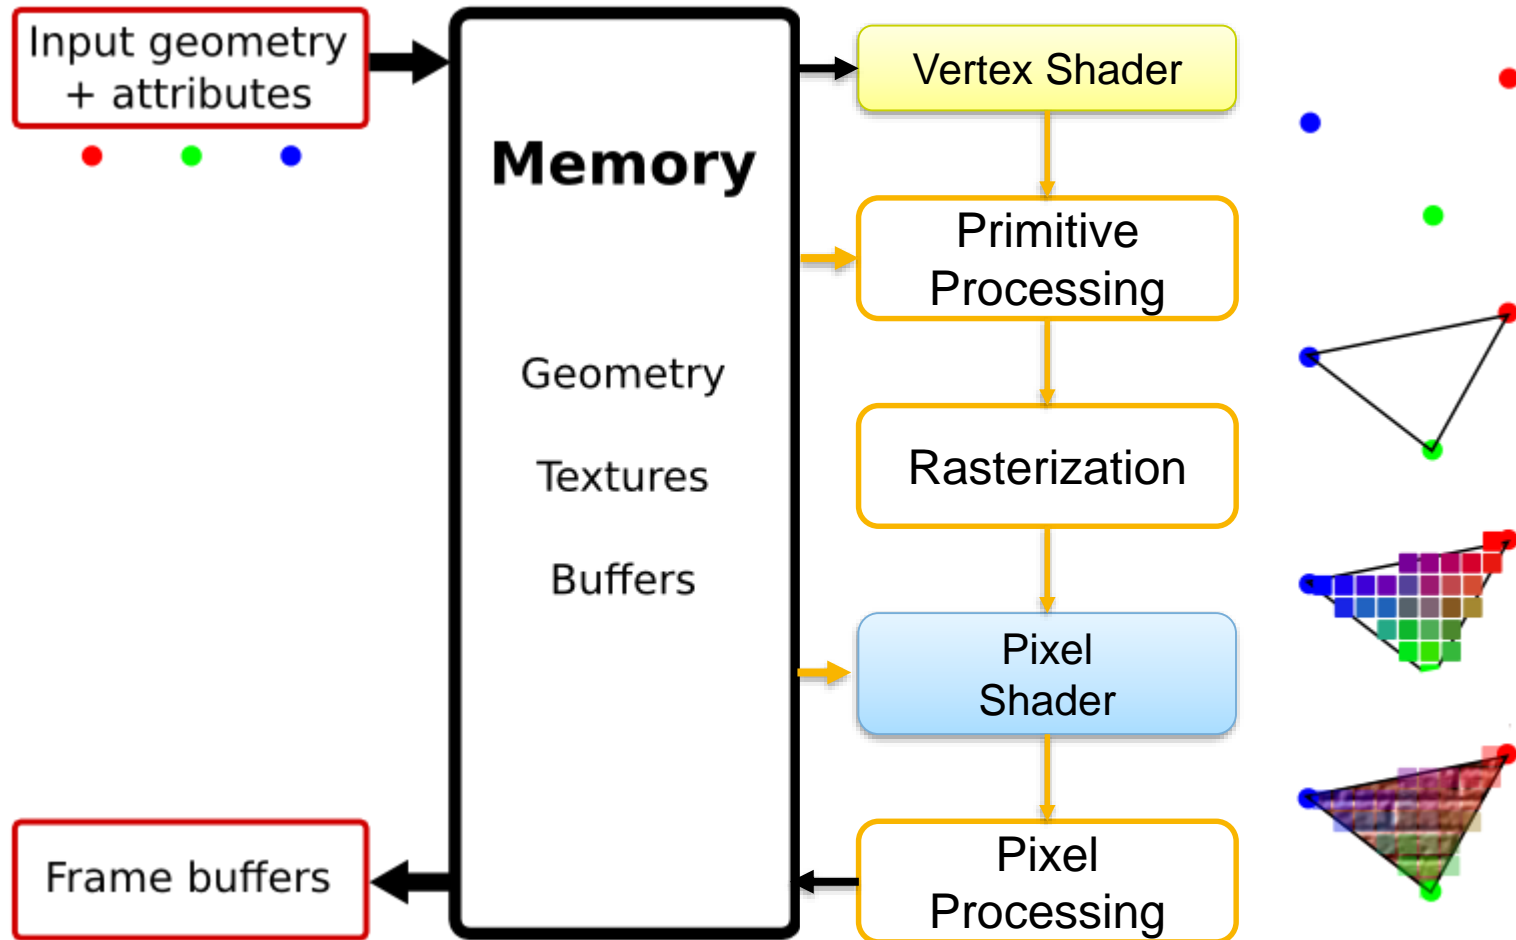 Input geometry
+ attributes
Memory
Geometry
Textures
Buffers
Frame buffers
Vertex Shader
Primitive
Processing
Rasterization
Pixel
Shader
Pixel
Processing